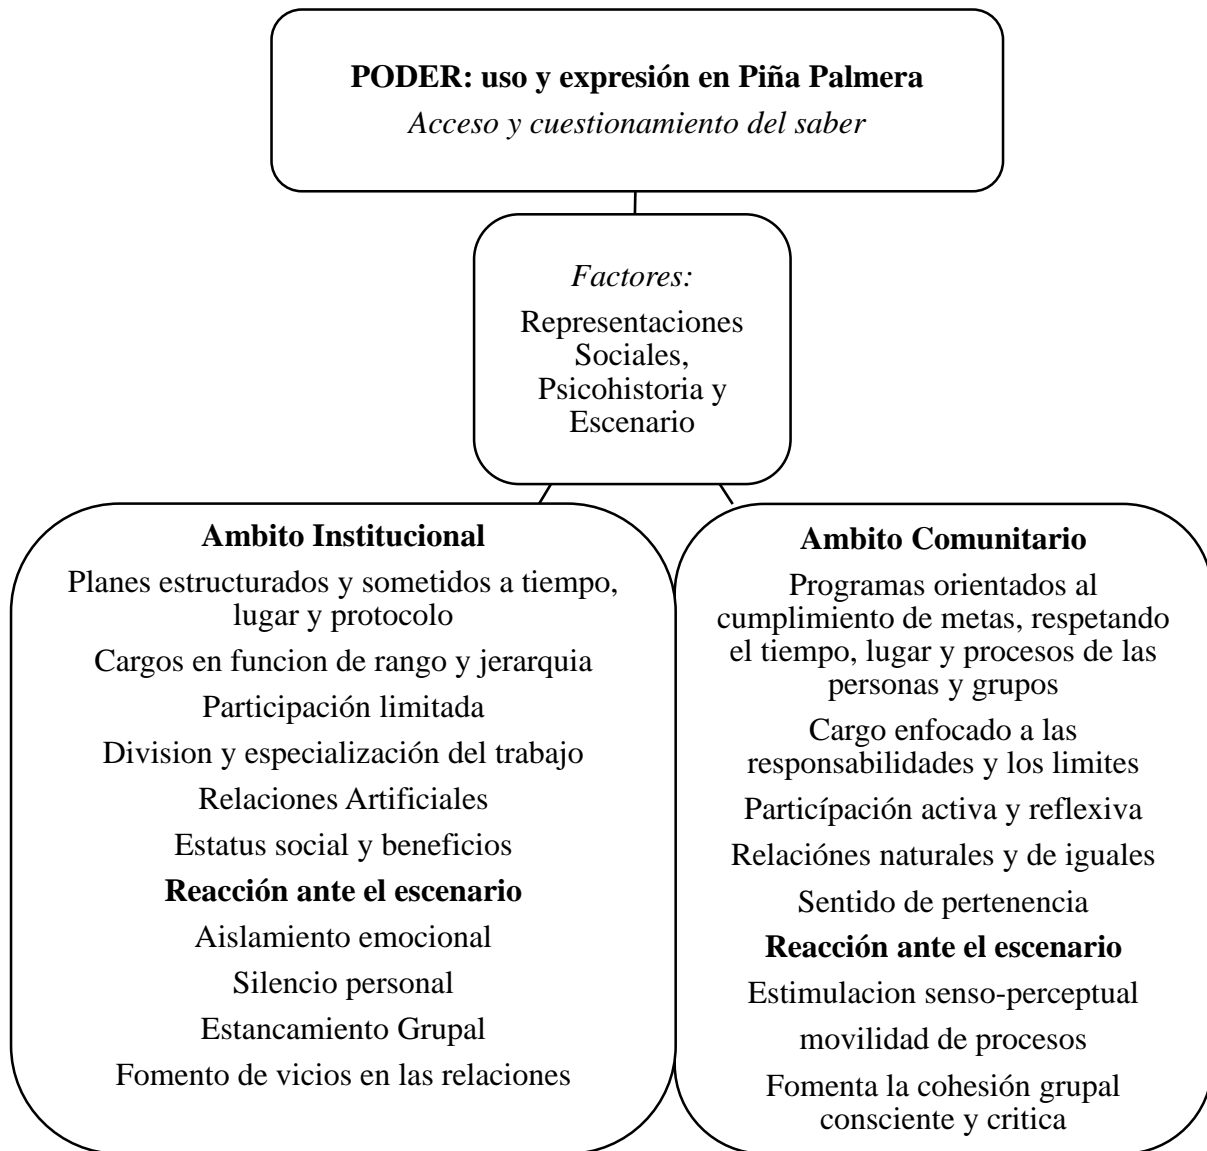 PODER: uso y expresión en Piña Palmera
Acceso y cuestionamiento del saber
Factores:
Representaciones
Sociales,
Psicohistoria y
Escenario
Ambito Institucional
Planes estructurados y sometidos a tiempo,
lugar y protocolo
Cargos en funcion de rango y jerarquia
Participación limitada
Division y especialización del trabajo
Relaciones Artificiales
Estatus social y beneficios
Reacción ante el escenario
Aislamiento emocional
Silencio personal
Estancamiento Grupal
Fomento de vicios en las relaciones
Ambito Comunitario
Programas orientados al
cumplimiento de metas, respetando
el tiempo, lugar y procesos de las
personas y grupos
Cargo enfocado a las
responsabilidades y los limites
Particípación activa y reflexiva
Relaciónes naturales y de iguales
Sentido de pertenencia
Reacción ante el escenario
Estimulacion senso-perceptual
movilidad de procesos
Fomenta la cohesión grupal
consciente y critica